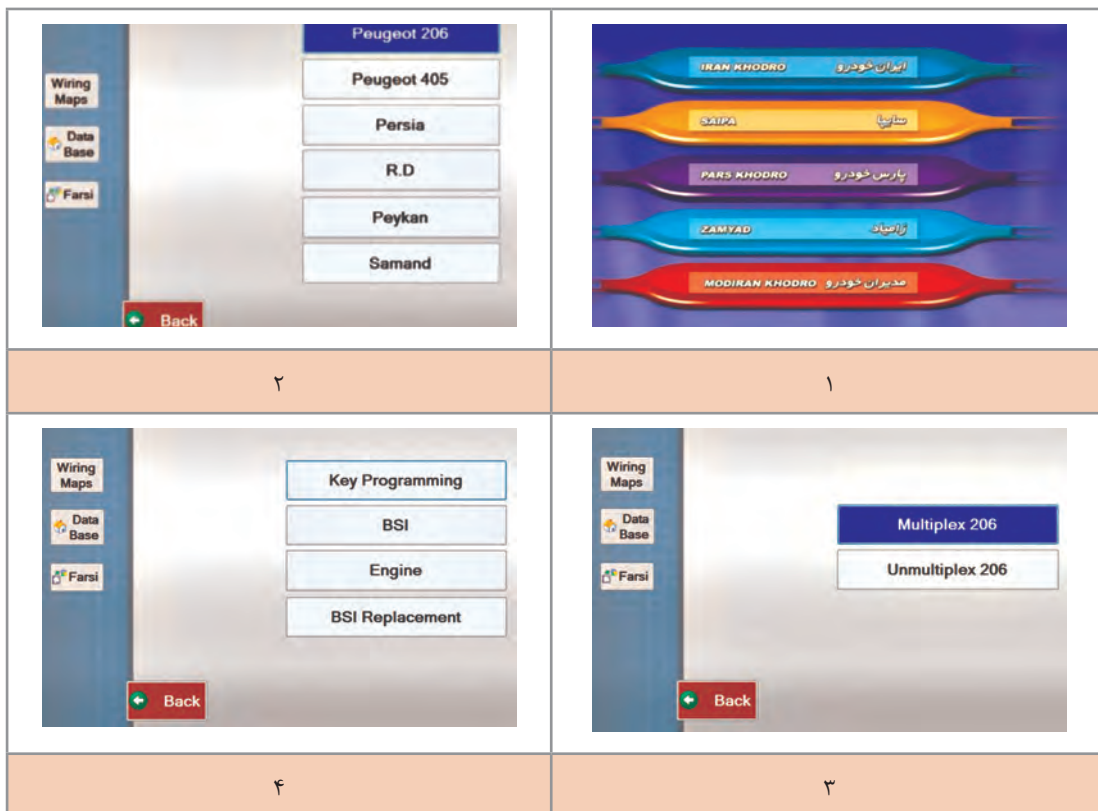 IRAN KHODRO ایران خودرو
SAIPA سایپا
PARS KHODRO پارس خودرو
ZAMYAD زامیاد
MODIRAN KHODRO مدیران خودرو
۱
Peugeot 206
Wiring
Maps
Peugeot 405
Data
Base
Persia
Farsi
R.D
Peykan
Samand
Back
۲
Wiring
Maps
Data
Base
Farsi
Multiplex 206
Unmultiplex 206
Back
۳
Wiring
Maps
Data
Base
Farsi
Key Programming
BSI
Engine
BSI Replacement
Back
۴